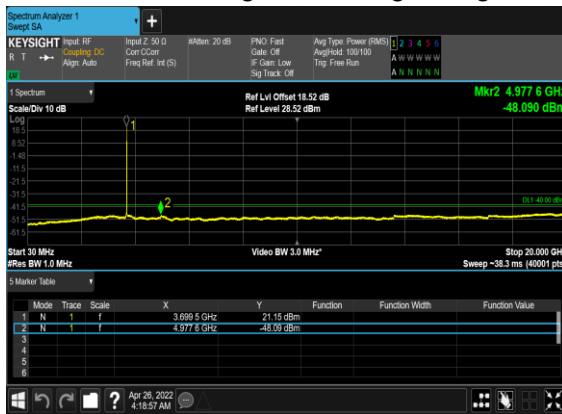 Spectrum Analyzer 1
Swept SA
+
KEYSIGHT Input: RF Input Z: 50 Ω #Atten: 20 dB PNO: Fast Avg Type: Power (RMS) 1 2 3 4 5 6
R T Coupling: DC Corr CCorr Gate: Off Avg|Hold: 100/100 A W W W W W
Align: Auto Freq Ref: Int (S) IF Gain: Low Trig: Free Run
Sig Track: Off A N N N N N
1 Spectrum Ref Lvl Offset 18.52 dB Mkr2 4.977 6 GHz
Scale/Div 10 dB Ref Level 28.52 dBm -48.090 dBm
Log
18.5
8.52
-1.48
-11.5
-21.5
-31.5
-41.5
-51.5
-61.5
1
2
DL1 -40.00 dBm
Start 30 MHz Video BW 3.0 MHz* Stop 20.000 GHz
#Res BW 1.0 MHz Sweep ~38.3 ms (40001 pts)
5 Marker Table
Mode Trace Scale X Y Function Function Width Function Value
1 N 1 f 3.699 5 GHz 21.15 dBm
2 N 1 f 4.977 6 GHz -48.09 dBm
3
4
5
6
? Apr 26, 2022
4:18:57 AM